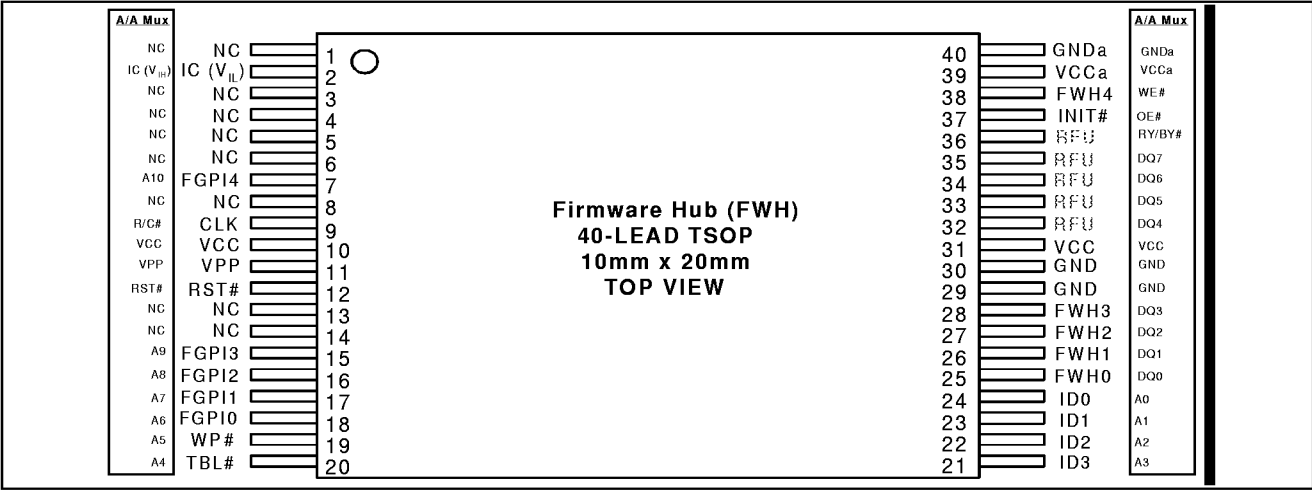 A/A Mux A/A Mux
NC NC 1 40 GNDa GNDa
IC (VIH) IC (VIL) 2 39 VCCa VCCa
NC NC 3 38 FWH4 WE#
NC NC 4 37 INIT# OE#
NC NC 5 36 RFU RY/BY#
NC NC 6 35 RFU DQ7
A10 FGPI4 7 34 RFU DQ6
NC NC 8 33 RFU DQ5
R/C# CLK 9 32 RFU DQ4
VCC VCC 10 31 VCC VCC
VPP VPP 11 30 GND GND
RST# RST# 12 29 GND GND
NC NC 13 28 FWH3 DQ3
NC NC 14 27 FWH2 DQ2
A9 FGPI3 15 26 FWH1 DQ1
A8 FGPI2 16 25 FWH0 DQ0
A7 FGPI1 17 24 ID0 A0
A6 FGPI0 18 23 ID1 A1
A5 WP# 19 22 ID2 A2
A4 TBL# 20 21 ID3 A3
Firmware Hub (FWH)
40-LEAD TSOP
10mm x 20mm
TOP VIEW